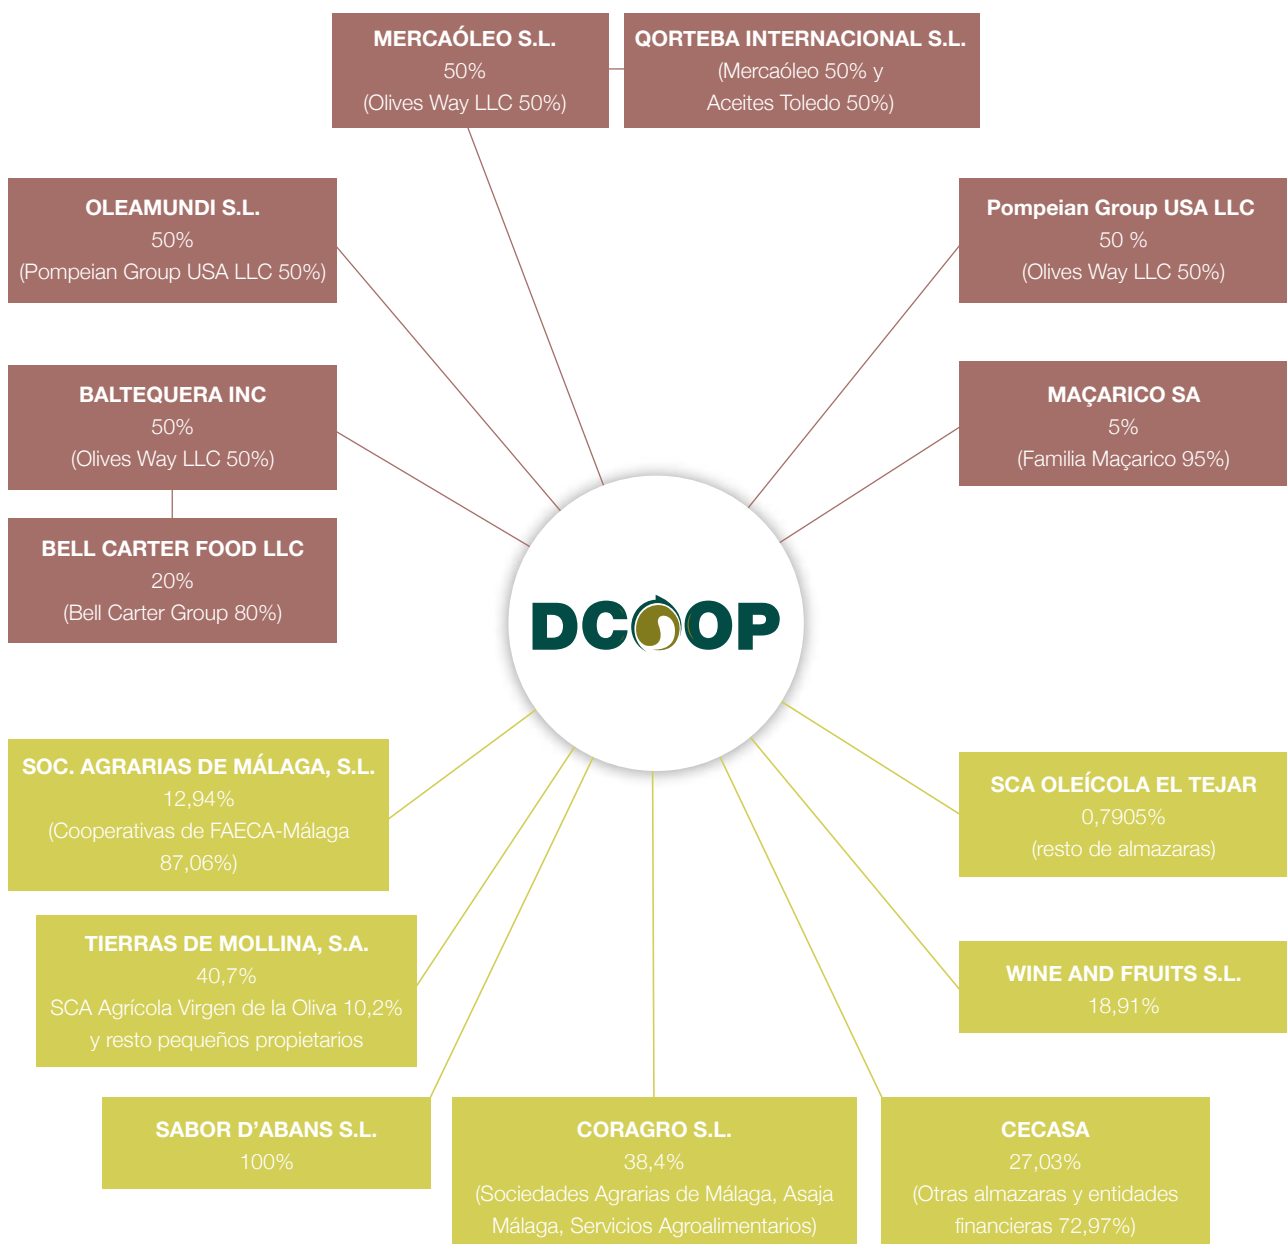 MERCAÓLEO S.L.
50%
(Olives Way LLC 50%)
QORTEBA INTERNACIONAL S.L.
(Mercaóleo 50% y
Aceites Toledo 50%)
OLEAMUNDI S.L.
50%
(Pompeian Group USA LLC 50%)
Pompeian Group USA LLC
50 %
(Olives Way LLC 50%)
BALTEQUERA INC
50%
(Olives Way LLC 50%)
MAÇARICO SA
5%
(Familia Maçarico 95%)
BELL CARTER FOOD LLC
20%
(Bell Carter Group 80%)
DCOOP
SOC. AGRARIAS DE MÁLAGA, S.L.
12,94%
(Cooperativas de FAECA-Málaga
87,06%)
SCA OLEÍCOLA EL TEJAR
0,7905%
(resto de almazaras)
TIERRAS DE MOLLINA, S.A.
40,7%
SCA Agrícola Virgen de la Oliva 10,2%
y resto pequeños propietarios
WINE AND FRUITS S.L.
18,91%
SABOR D’ABANS S.L.
100%
CORAGRO S.L.
38,4%
(Sociedades Agrarias de Málaga, Asaja
Málaga, Servicios Agroalimentarios)
CECASA
27,03%
(Otras almazaras y entidades
financieras 72,97%)